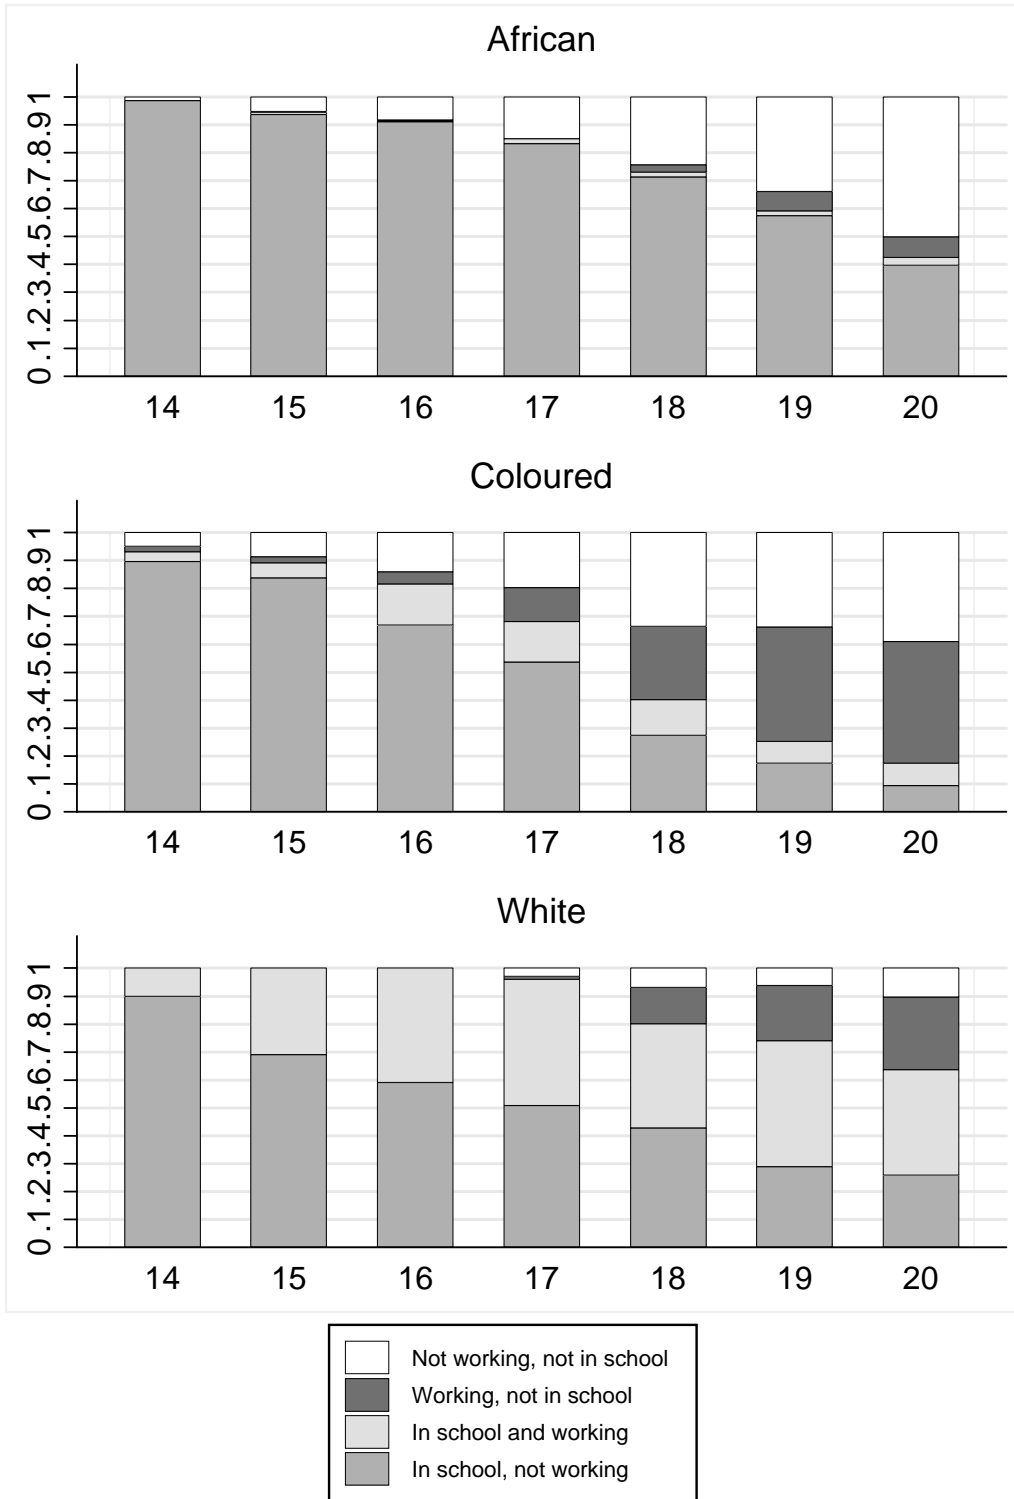 African
0 .1 .2 .3 .4 .5 .6 .7 .8 .9 1
14 15 16 17 18 19 20
Coloured
0 .1 .2 .3 .4 .5 .6 .7 .8 .9 1
14 15 16 17 18 19 20
White
0 .1 .2 .3 .4 .5 .6 .7 .8 .9 1
14 15 16 17 18 19 20
Not working, not in school
Working, not in school
In school and working
In school, not working